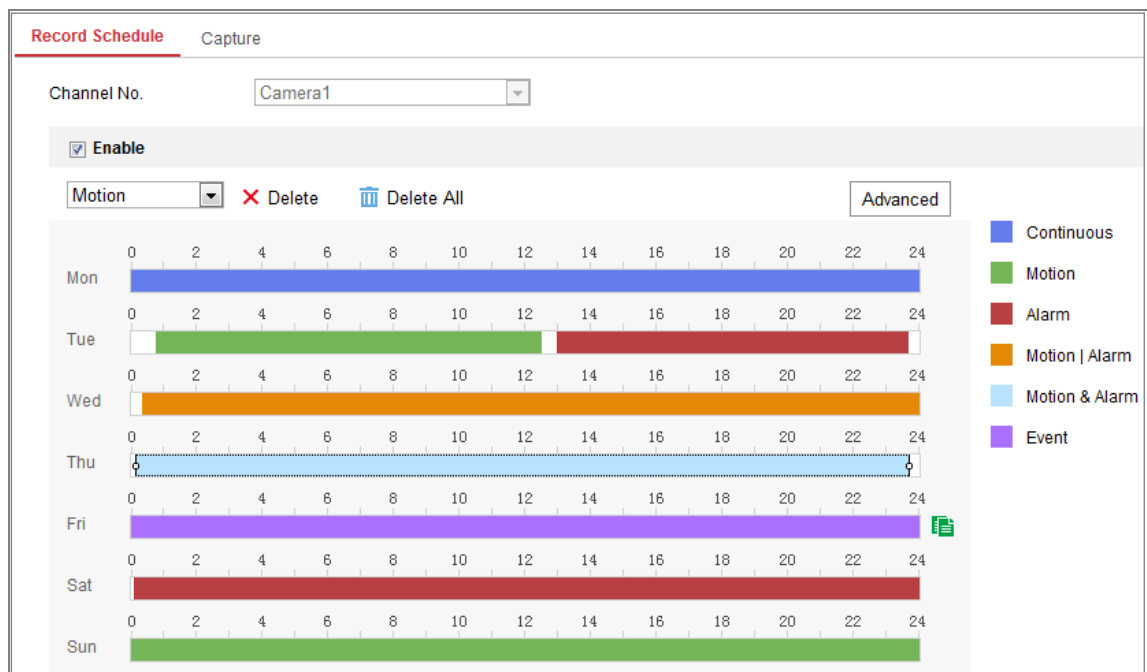 Record Schedule Capture
Channel No. Camera1
Enable
Motion Delete Delete All Advanced
0 2 4 6 8 10 12 14 16 18 20 22 24
Mon
0 2 4 6 8 10 12 14 16 18 20 22 24
Tue
0 2 4 6 8 10 12 14 16 18 20 22 24
Wed
0 2 4 6 8 10 12 14 16 18 20 22 24
Thu
0 2 4 6 8 10 12 14 16 18 20 22 24
Fri
0 2 4 6 8 10 12 14 16 18 20 22 24
Sat
0 2 4 6 8 10 12 14 16 18 20 22 24
Sun
Continuous
Motion
Alarm
Motion | Alarm
Motion & Alarm
Event